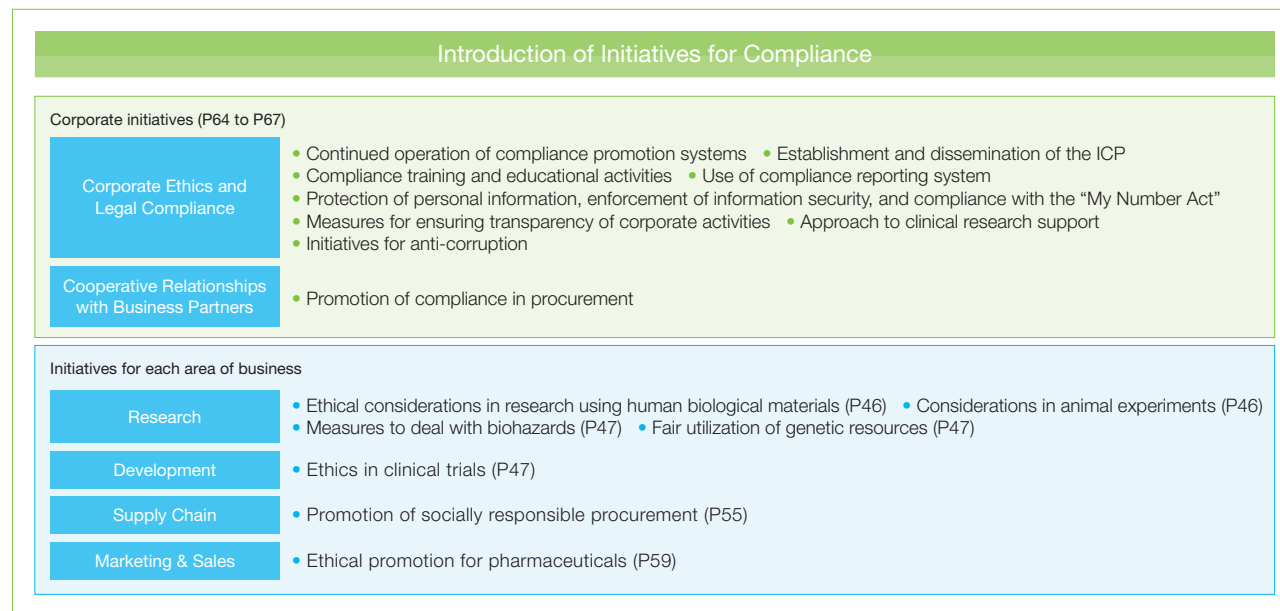 Introduction of Initiatives for Compliance
Corporate initiatives (P64 to P67)
Corporate Ethics and
Legal Compliance
• Continued operation of compliance promotion systems • Establishment and dissemination of the ICP
• Compliance training and educational activities • Use of compliance reporting system
• Protection of personal information, enforcement of information security, and compliance with the “My Number Act”
• Measures for ensuring transparency of corporate activities • Approach to clinical research support
• Initiatives for anti-corruption
Cooperative Relationships
with Business Partners
• Promotion of compliance in procurement
Initiatives for each area of business
Research
• Ethical considerations in research using human biological materials (P46) • Considerations in animal experiments (P46)
• Measures to deal with biohazards (P47) • Fair utilization of genetic resources (P47)
Development
• Ethics in clinical trials (P47)
Supply Chain
• Promotion of socially responsible procurement (P55)
Marketing & Sales
• Ethical promotion for pharmaceuticals (P59)